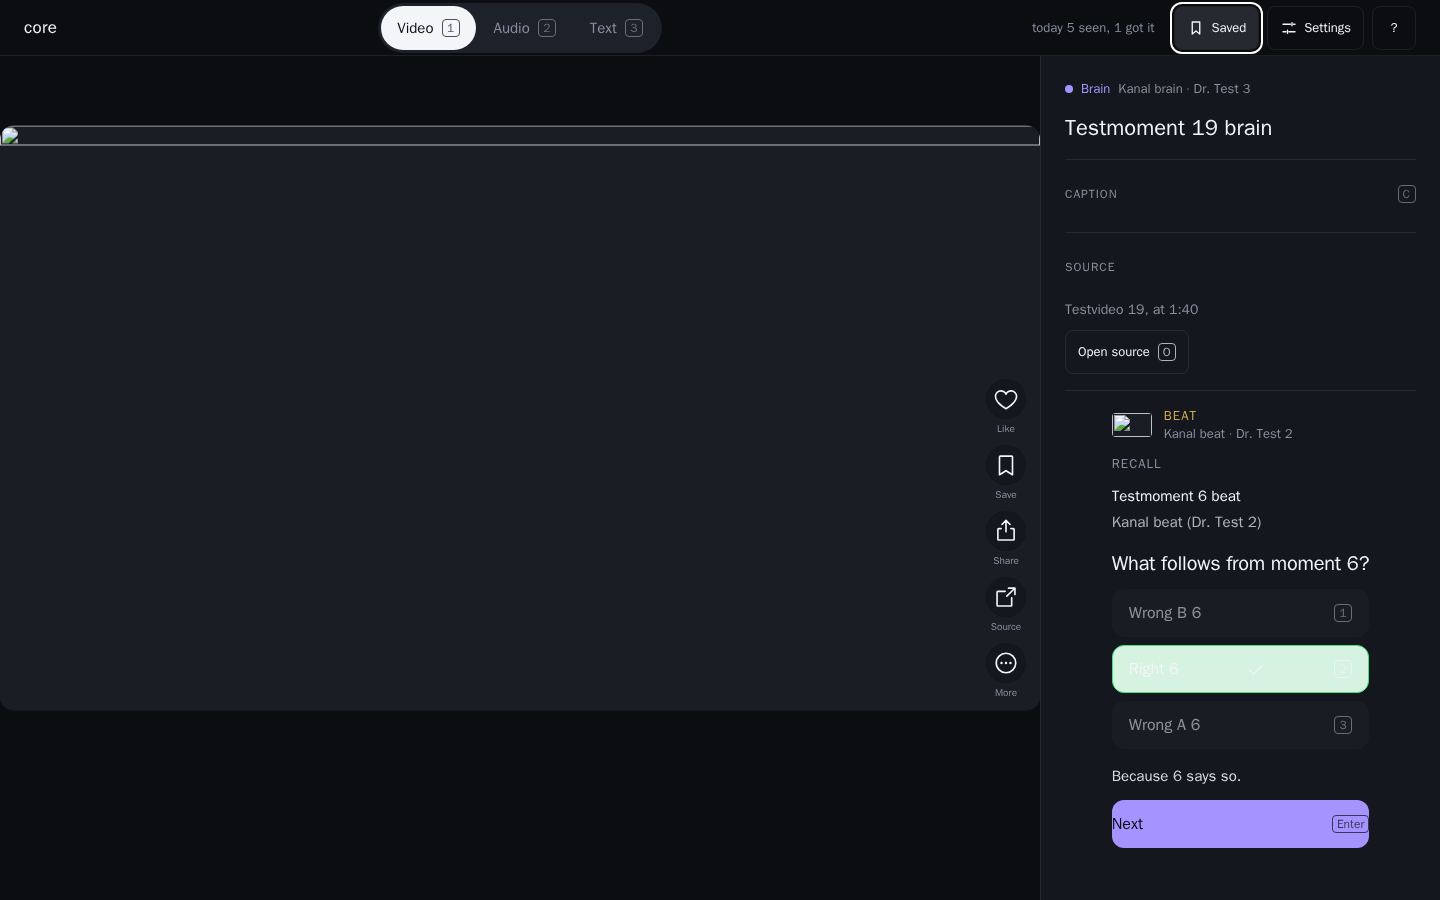 core
Video 1
Audio 2
Text 3
today 5 seen, 1 got it
Saved
Settings
?
Like
Save
Share
Source
More
Brain Kanal brain · Dr. Test 3
Testmoment 19 brain
CAPTION C
SOURCE
Testvideo 19, at 1:40
Open source O
BEAT
Kanal beat · Dr. Test 2
RECALL
Testmoment 6 beat
Kanal beat (Dr. Test 2)
What follows from moment 6?
Wrong B 6 1
Right 6 2
Wrong A 6 3
Because 6 says so.
Next Enter